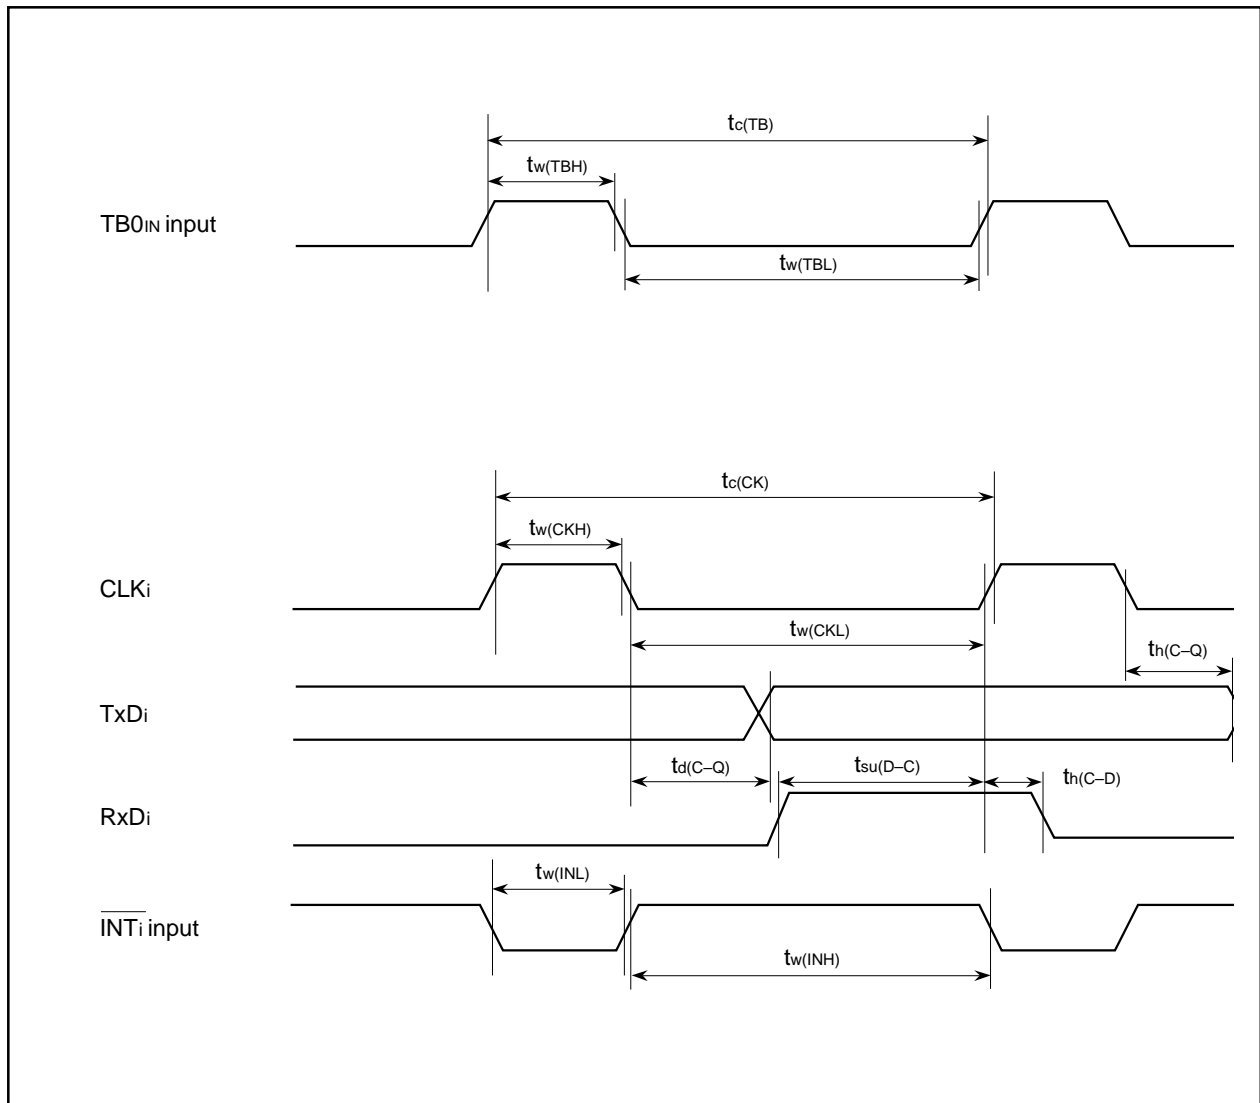 tc(TB)
tw(TBH)
TB0IN input
tw(TBL)
tc(CK)
tw(CKH)
CLKi
tw(CKL)
th(C–Q)
TxDi
td(C–Q)
tsu(D–C)
th(C–D)
RxDi
tw(INL)
INTi input
tw(INH)